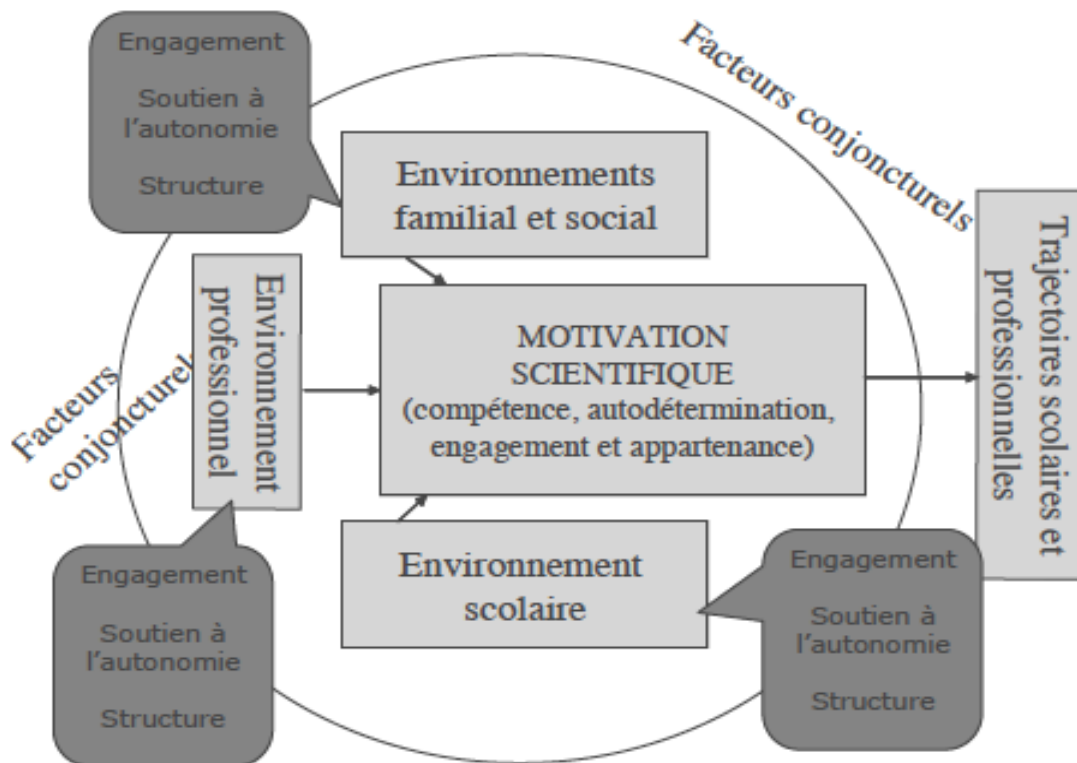 Engagement
Soutien à
l'autonomie
Structure
Facteurs conjoncturels
Environnements
familial et social
Environnement
professionnel
Facteurs
conjoncturels
MOTIVATION
SCIENTIFIQUE
(compétence, autodétermination,
engagement et appartenance)
Trajectoires scolaires et
professionnelles
Environnement
scolaire
Engagement
Soutien à
l'autonomie
Structure
Engagement
Soutien à
l'autonomie
Structure